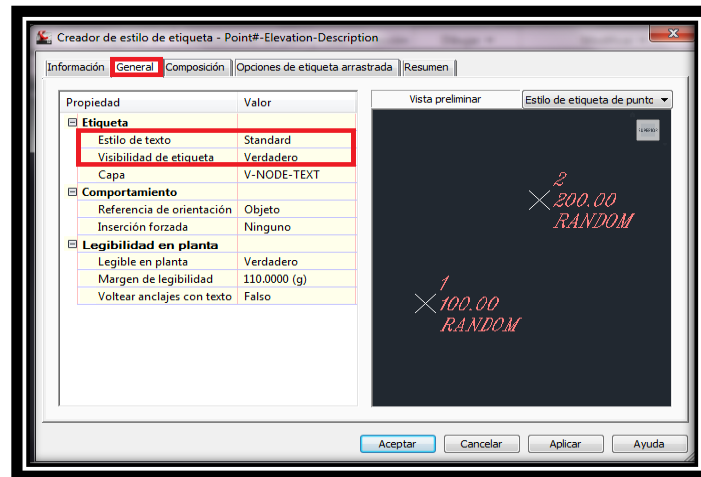 Creador de estilo de etiqueta - Point#-Elevation-Description
Información General Composición Opciones de etiqueta arrastrada Resumen
Propiedad Valor
Etiqueta
Estilo de texto Standard
Visibilidad de etiqueta Verdadero
Capa V-NODE-TEXT
Comportamiento
Referencia de orientación Objeto
Inserción forzada Ninguno
Legibilidad en planta
Legible en planta Verdadero
Margen de legibilidad 110.0000 (g)
Voltear anclajes con texto Falso
Vista preliminar Estilo de etiqueta de punto
2
200.00
RANDOM
1
100.00
RANDOM
Aceptar Cancelar Aplicar Ayuda